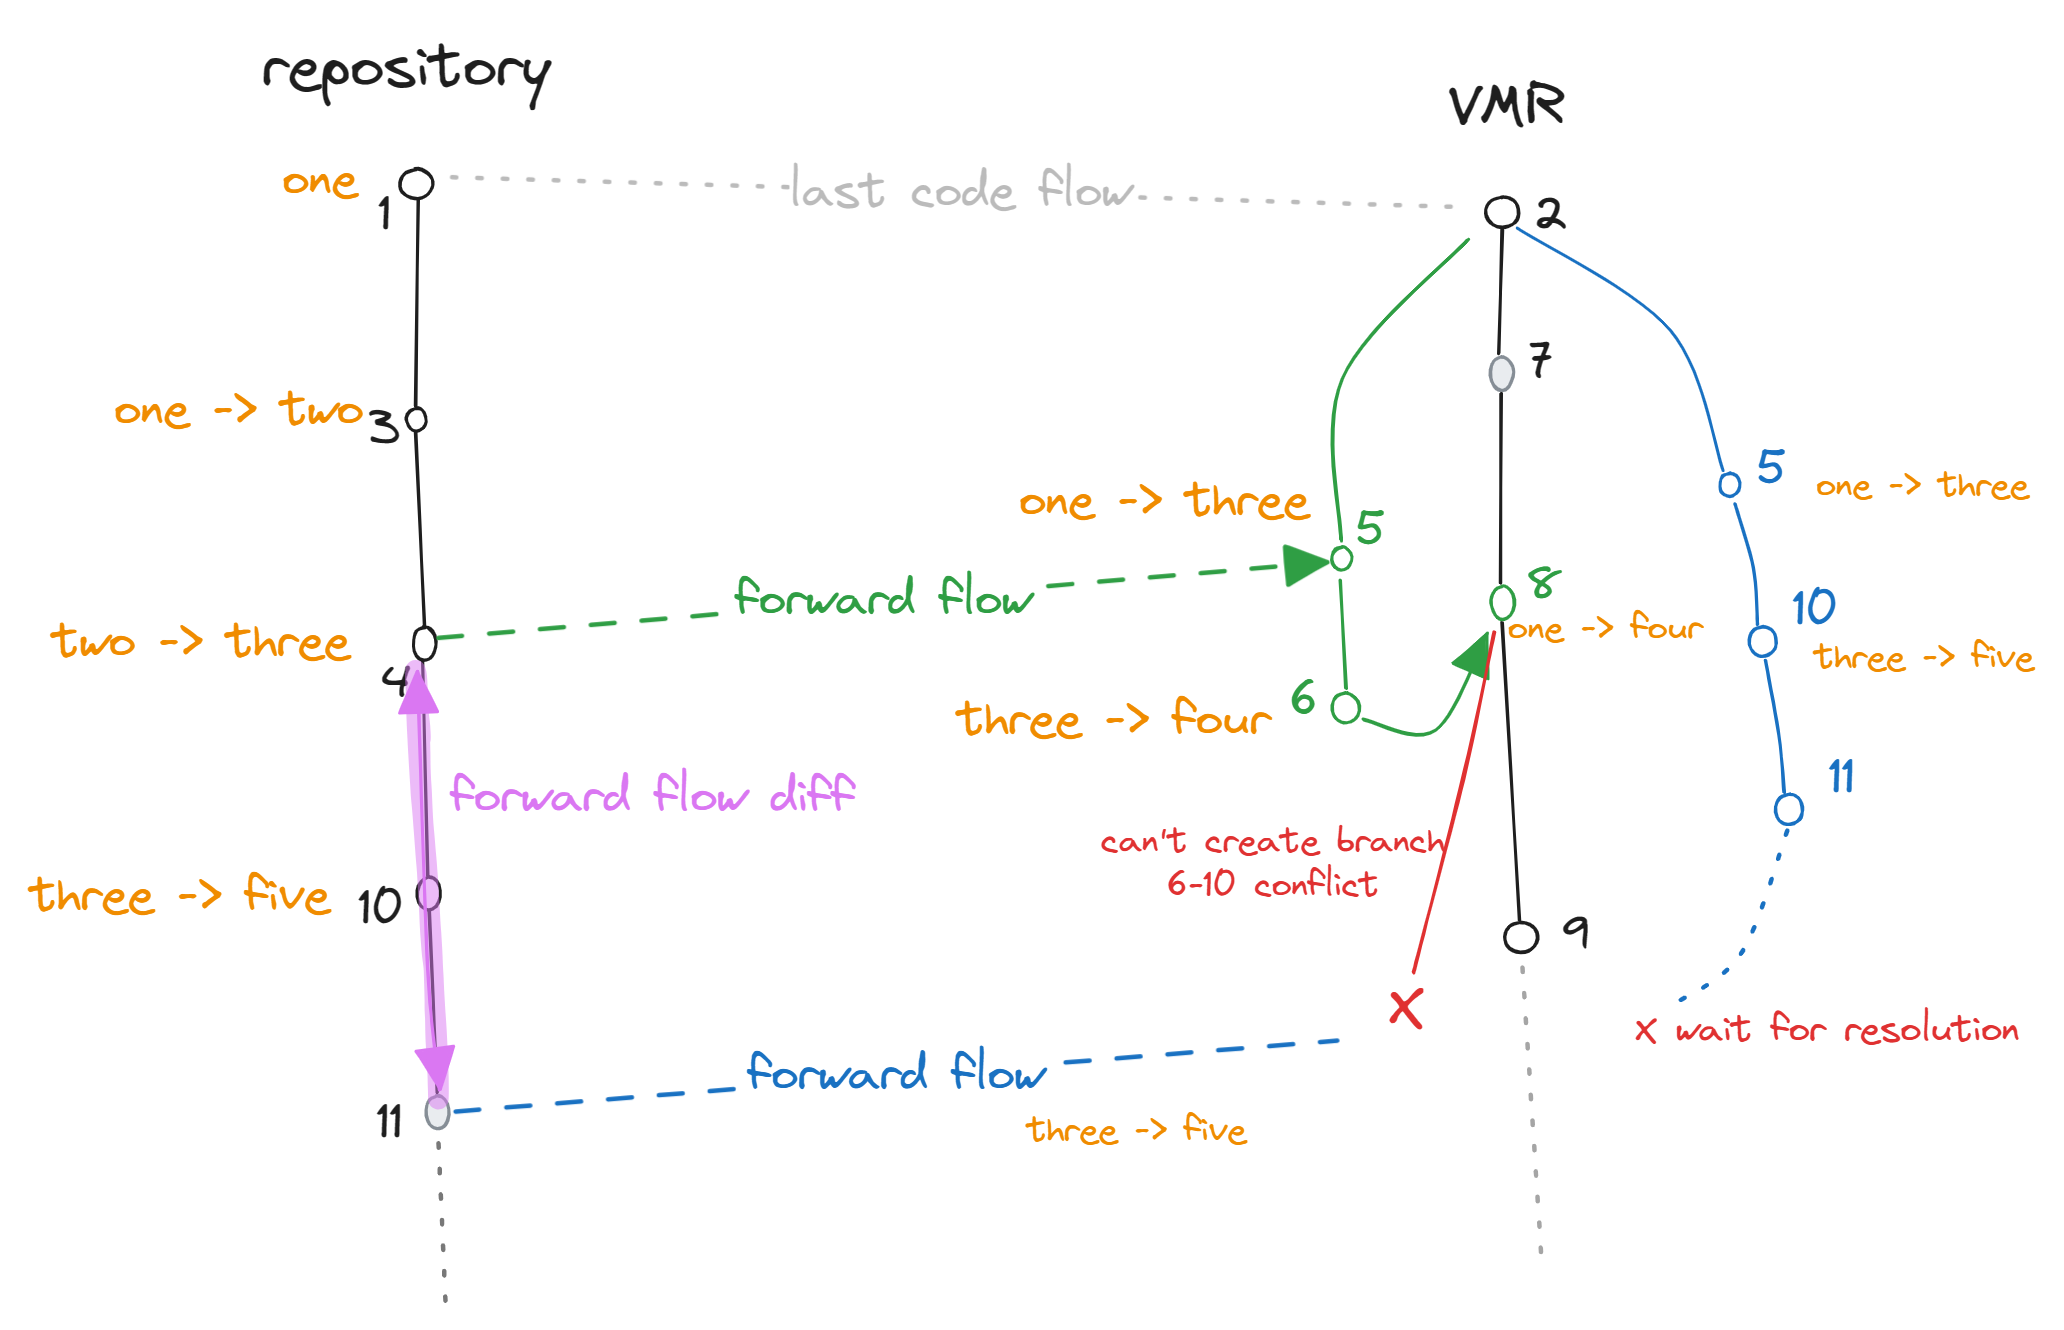 repository
VMR
one
1
last code flow
2
7
one -> two
3
5
one -> three
one -> three
5
forward flow
8
one -> four
10
three -> five
two -> three
4
6
three -> four
forward flow diff
11
can't create branch
6-10 conflict
three -> five
10
9
x
x wait for resolution
forward flow
11
three -> five